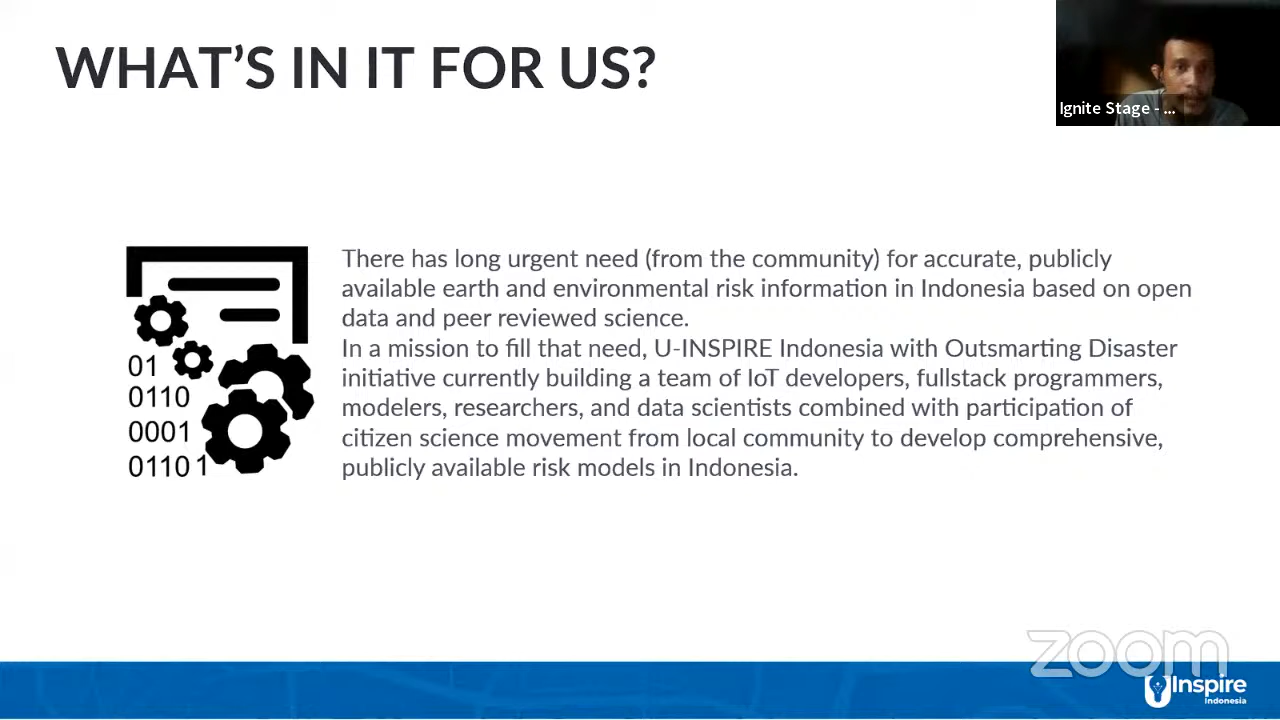 WHAT'S IN IT FOR US?
Ignite Stage - ...
There has long urgent need (from the community) for accurate, publicly
available earth and environmental risk information in Indonesia based on open
data and peer reviewed science.
In a mission to fill that need, U-INSPIRE Indonesia with Outsmarting Disaster
initiative currently building a team of IoT developers, fullstack programmers,
modelers, researchers, and data scientists combined with participation of
citizen science movement from local community to develop comprehensive,
publicly available risk models in Indonesia.
01
0110
0001
01101
zoom
UInspire
Indonesia